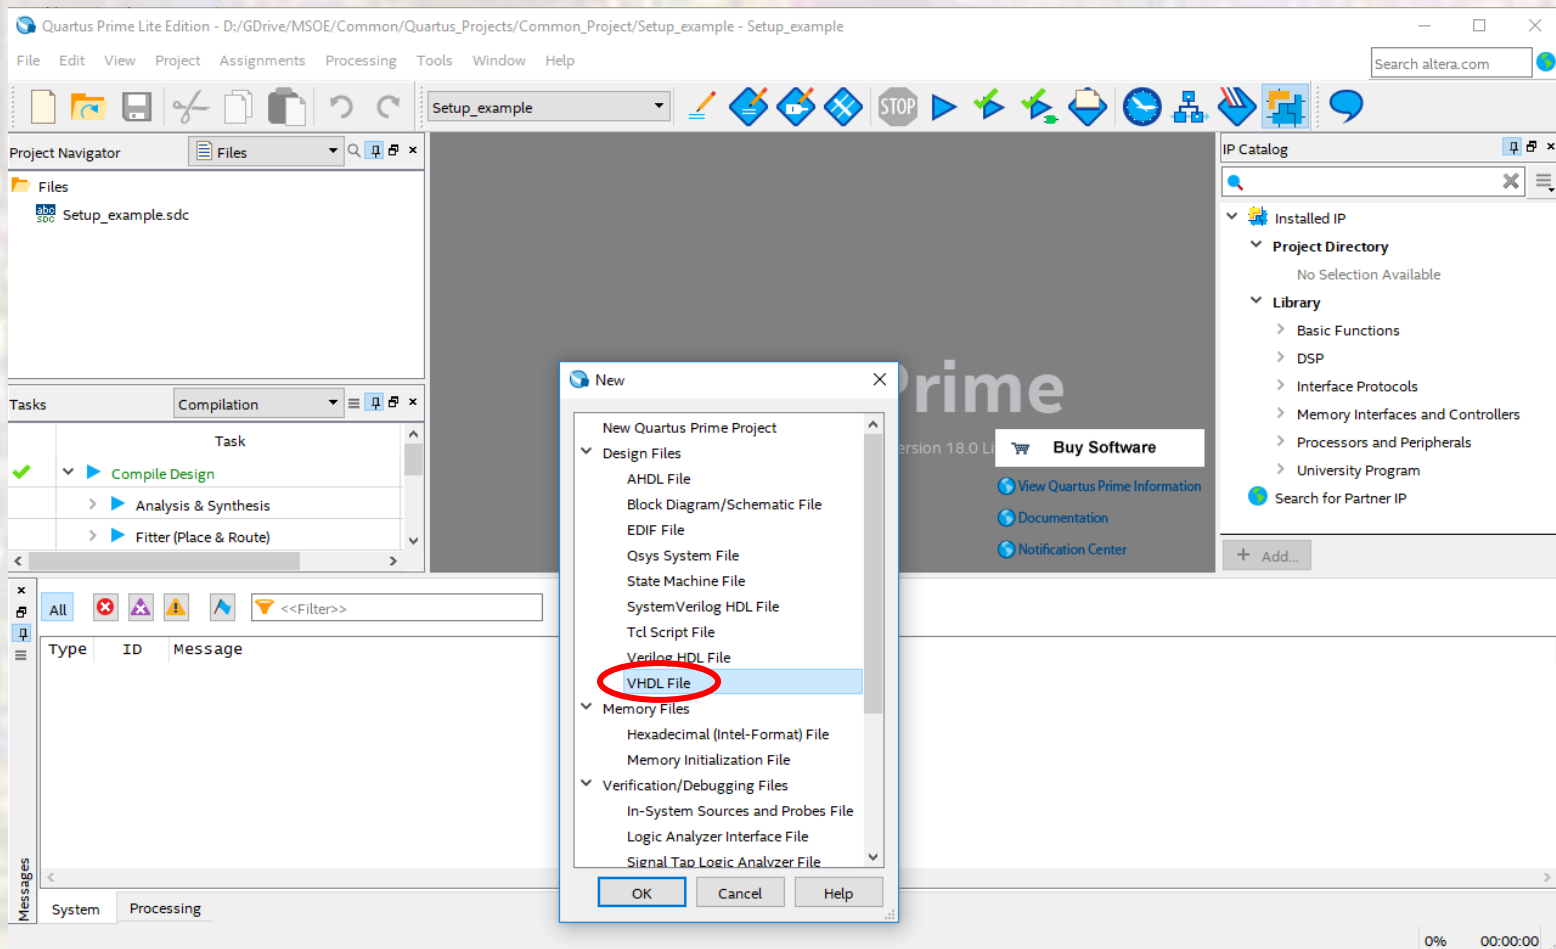 Quartus Prime Lite Edition - D:/GDrive/MSOE/Common/Quartus_Projects/Common_Project/Setup_example - Setup_example
File Edit View Project Assignments Processing Tools Window Help
Search altera.com
Setup_example
STOP
Project Navigator
Files
IP Catalog
Files
abc
SDC
Setup_example.sdc
Installed IP
Project Directory
No Selection Available
Library
Basic Functions
DSP
Interface Protocols
Memory Interfaces and Controllers
Processors and Peripherals
University Program
Search for Partner IP
+ Add...
Prime
ersion 18.0 Li
Buy Software
View Quartus Prime Information
Documentation
Notification Center
Tasks
Compilation
Task
Compile Design
Analysis & Synthesis
Fitter (Place & Route)
New
New Quartus Prime Project
Design Files
AHDL File
Block Diagram/Schematic File
EDIF File
Qsys System File
State Machine File
SystemVerilog HDL File
Tcl Script File
Verilog HDL File
VHDL File
Memory Files
Hexadecimal (Intel-Format) File
Memory Initialization File
Verification/Debugging Files
In-System Sources and Probes File
Logic Analyzer Interface File
Signal Tap Logic Analyzer File
OK Cancel Help
All
<<Filter>>
Type ID Message
Messages
System Processing
0% 00:00:00